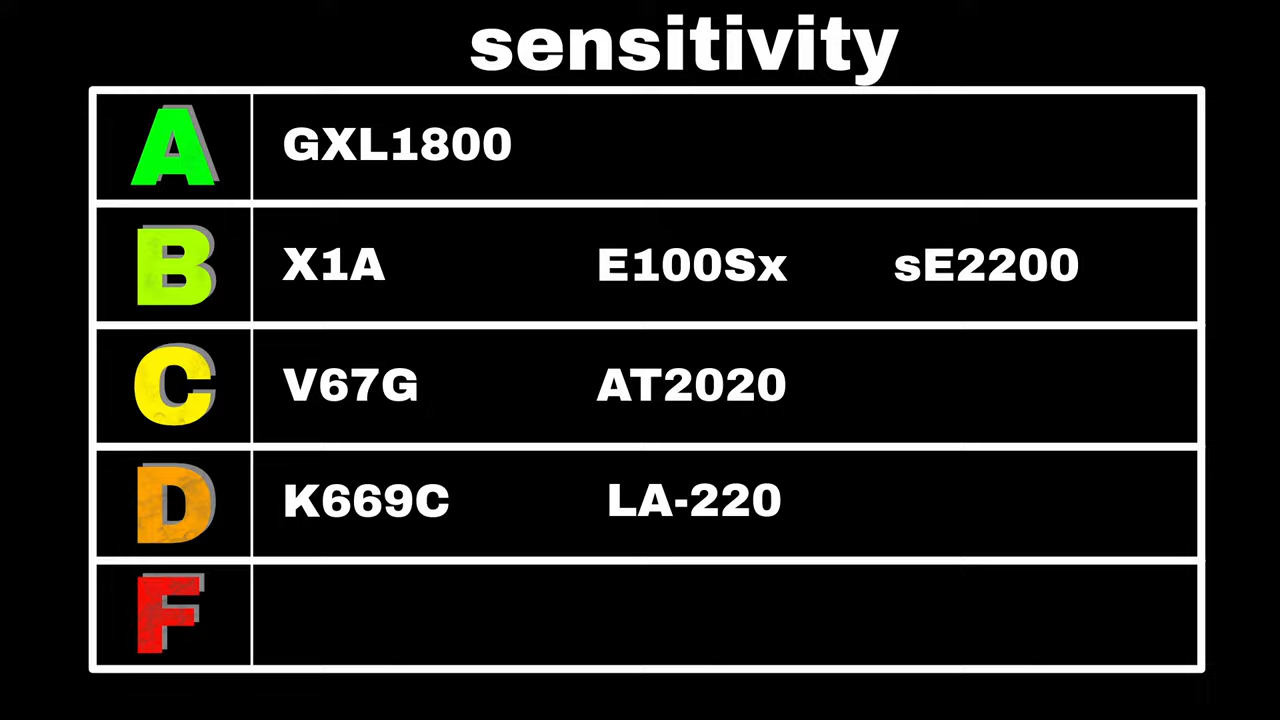 sensitivity
A GXL1800
B X1A E100Sx sE2200
C V67G AT2020
D K669C LA-220
F